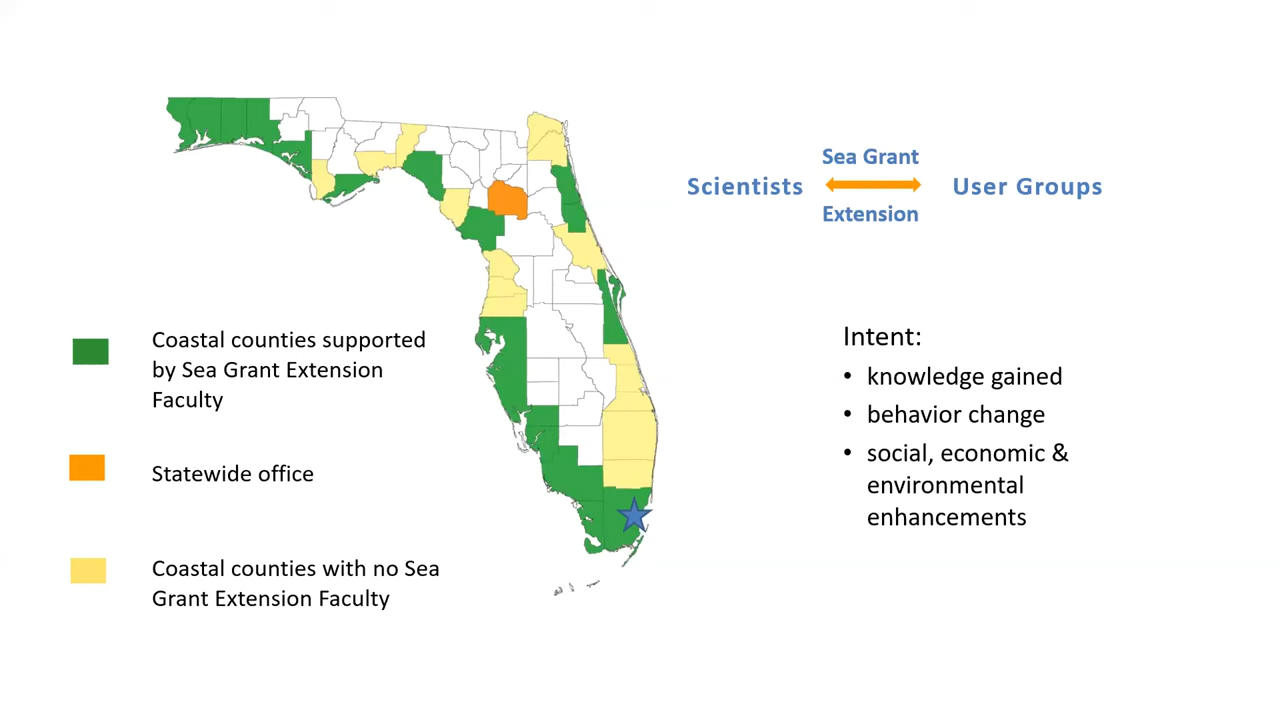 Sea Grant
Scientists
User Groups
Extension
Coastal counties supported
by Sea Grant Extension
Faculty
Statewide office
Coastal counties with no Sea
Grant Extension Faculty
Intent:
• knowledge gained
• behavior change
• social, economic &
environmental
enhancements